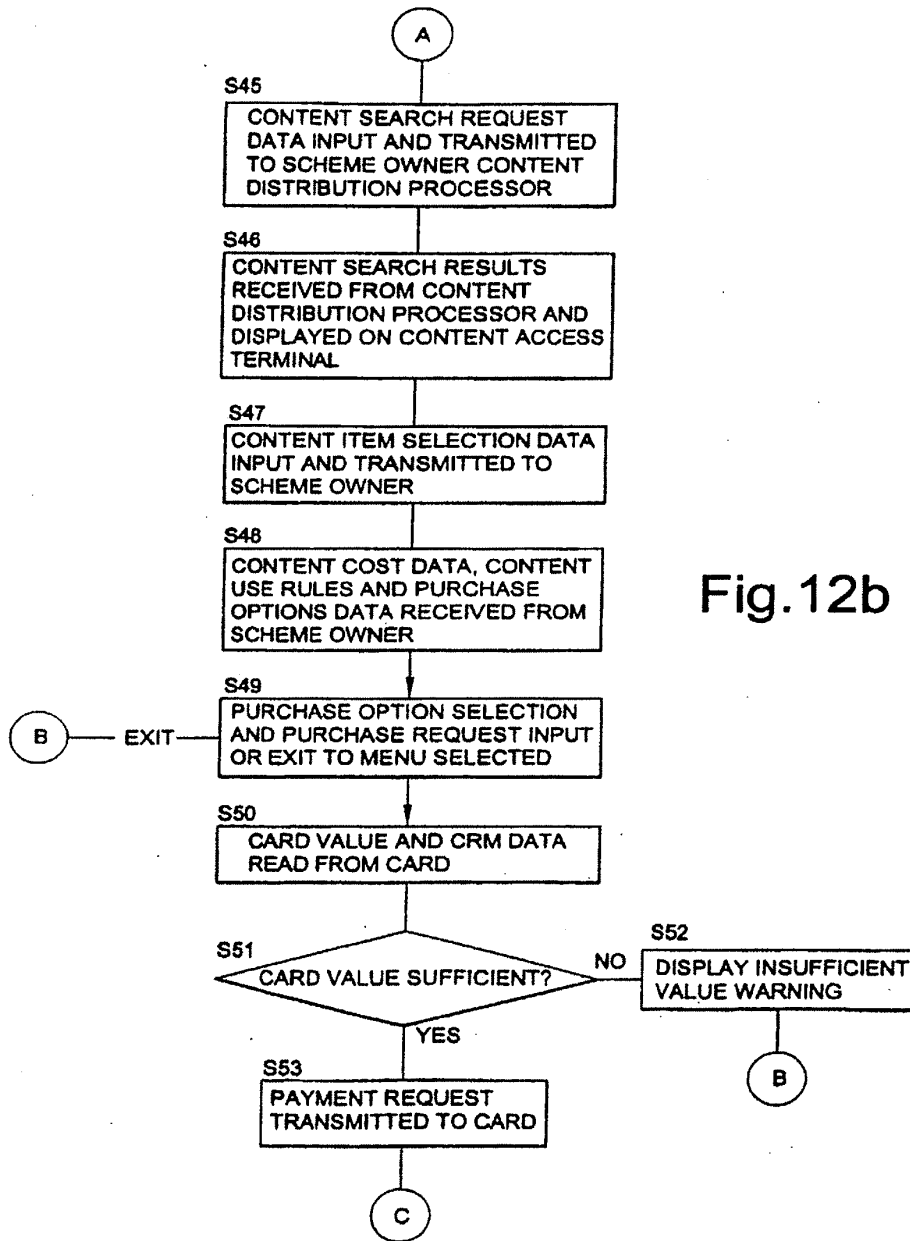 A
S45
CONTENT SEARCH REQUEST
DATA INPUT AND TRANSMITTED
TO SCHEME OWNER CONTENT
DISTRIBUTION PROCESSOR
S46
CONTENT SEARCH RESULTS
RECEIVED FROM CONTENT
DISTRIBUTION PROCESSOR AND
DISPLAYED ON CONTENT ACCESS
TERMINAL
S47
CONTENT ITEM SELECTION DATA
INPUT AND TRANSMITTED TO
SCHEME OWNER
S48
CONTENT COST DATA, CONTENT
USE RULES AND PURCHASE
OPTIONS DATA RECEIVED FROM
SCHEME OWNER
Fig.12b
S49
PURCHASE OPTION SELECTION
AND PURCHASE REQUEST INPUT
OR EXIT TO MENU SELECTED
B
EXIT
S50
CARD VALUE AND CRM DATA
READ FROM CARD
S51
CARD VALUE SUFFICIENT?
NO
S52
DISPLAY INSUFFICIENT
VALUE WARNING
B
YES
S53
PAYMENT REQUEST
TRANSMITTED TO CARD
C